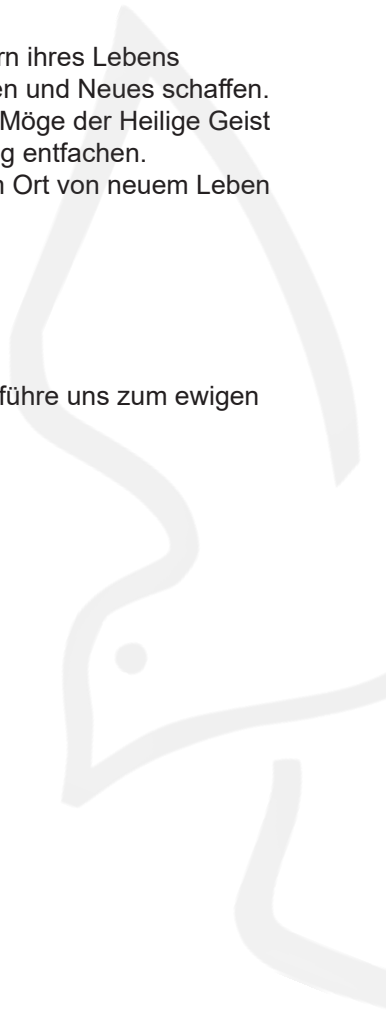 rn ihres Lebens
en und Neues schaffen.
Möge der Heilige Geist
g entfachen.
n Ort von neuem Leben
führe uns zum ewigen